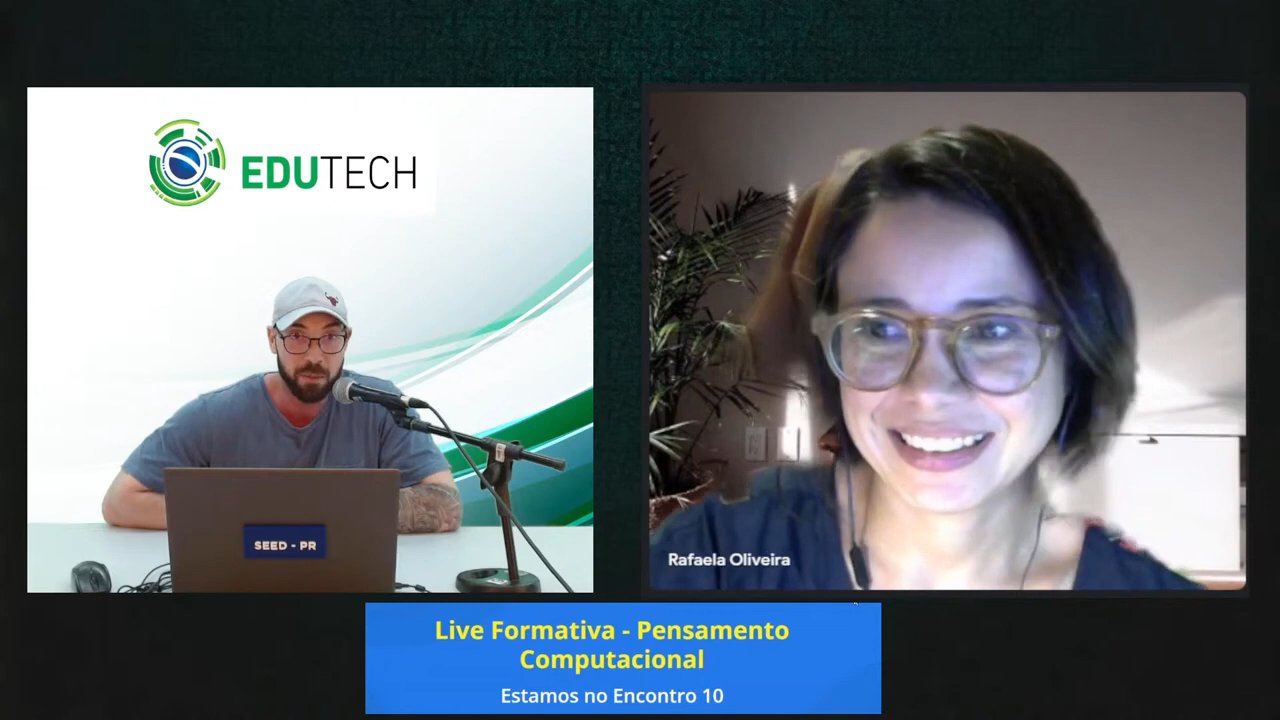 EDUTECH
SEED - PR
Rafaela Oliveira
Live Formativa - Pensamento
Computacional
Estamos no Encontro 10